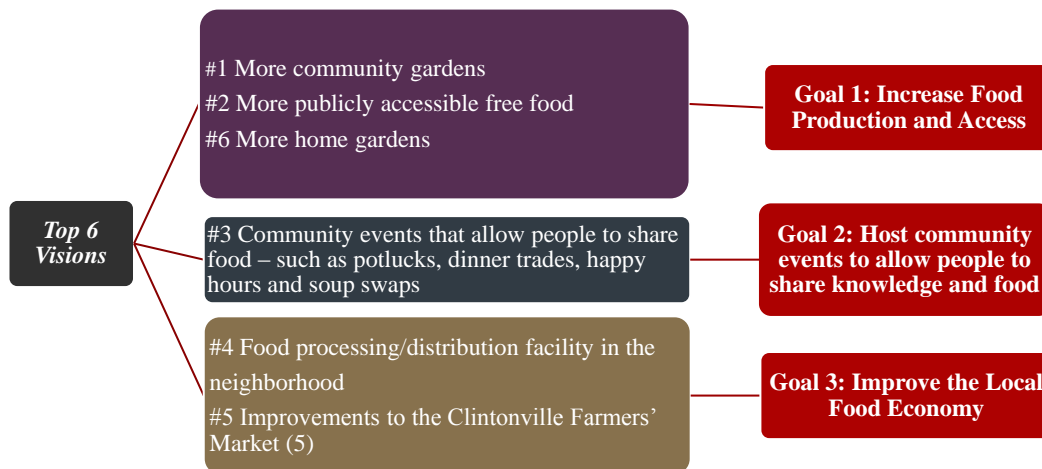 #1 More community gardens
#2 More publicly accessible free food
#6 More home gardens
Goal 1: Increase Food
Production and Access
Top 6
Visions
#3 Community events that allow people to share
food – such as potlucks, dinner trades, happy
hours and soup swaps
Goal 2: Host community
events to allow people to
share knowledge and food
#4 Food processing/distribution facility in the
neighborhood
#5 Improvements to the Clintonville Farmers’
Market (5)
Goal 3: Improve the Local
Food Economy